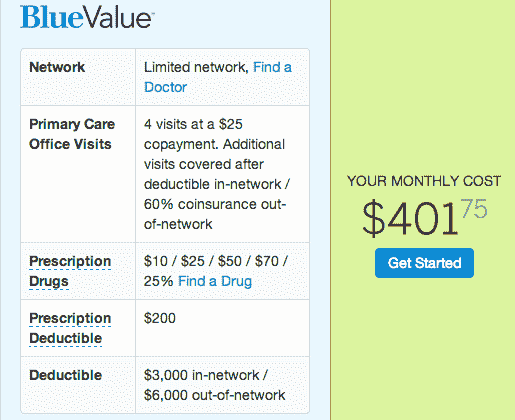 BlueValue™
Network
Limited network, Find a
Doctor
Primary Care
Office Visits
4 visits at a $25
copayment. Additional
visits covered after
deductible in-network /
60% coinsurance out-
of-network
Prescription
Drugs
$10 / $25 / $50 / $70 /
25% Find a Drug
Prescription
Deductible
$200
Deductible
$3,000 in-network /
$6,000 out-of-network
YOUR MONTHLY COST
$401 75
Get Started